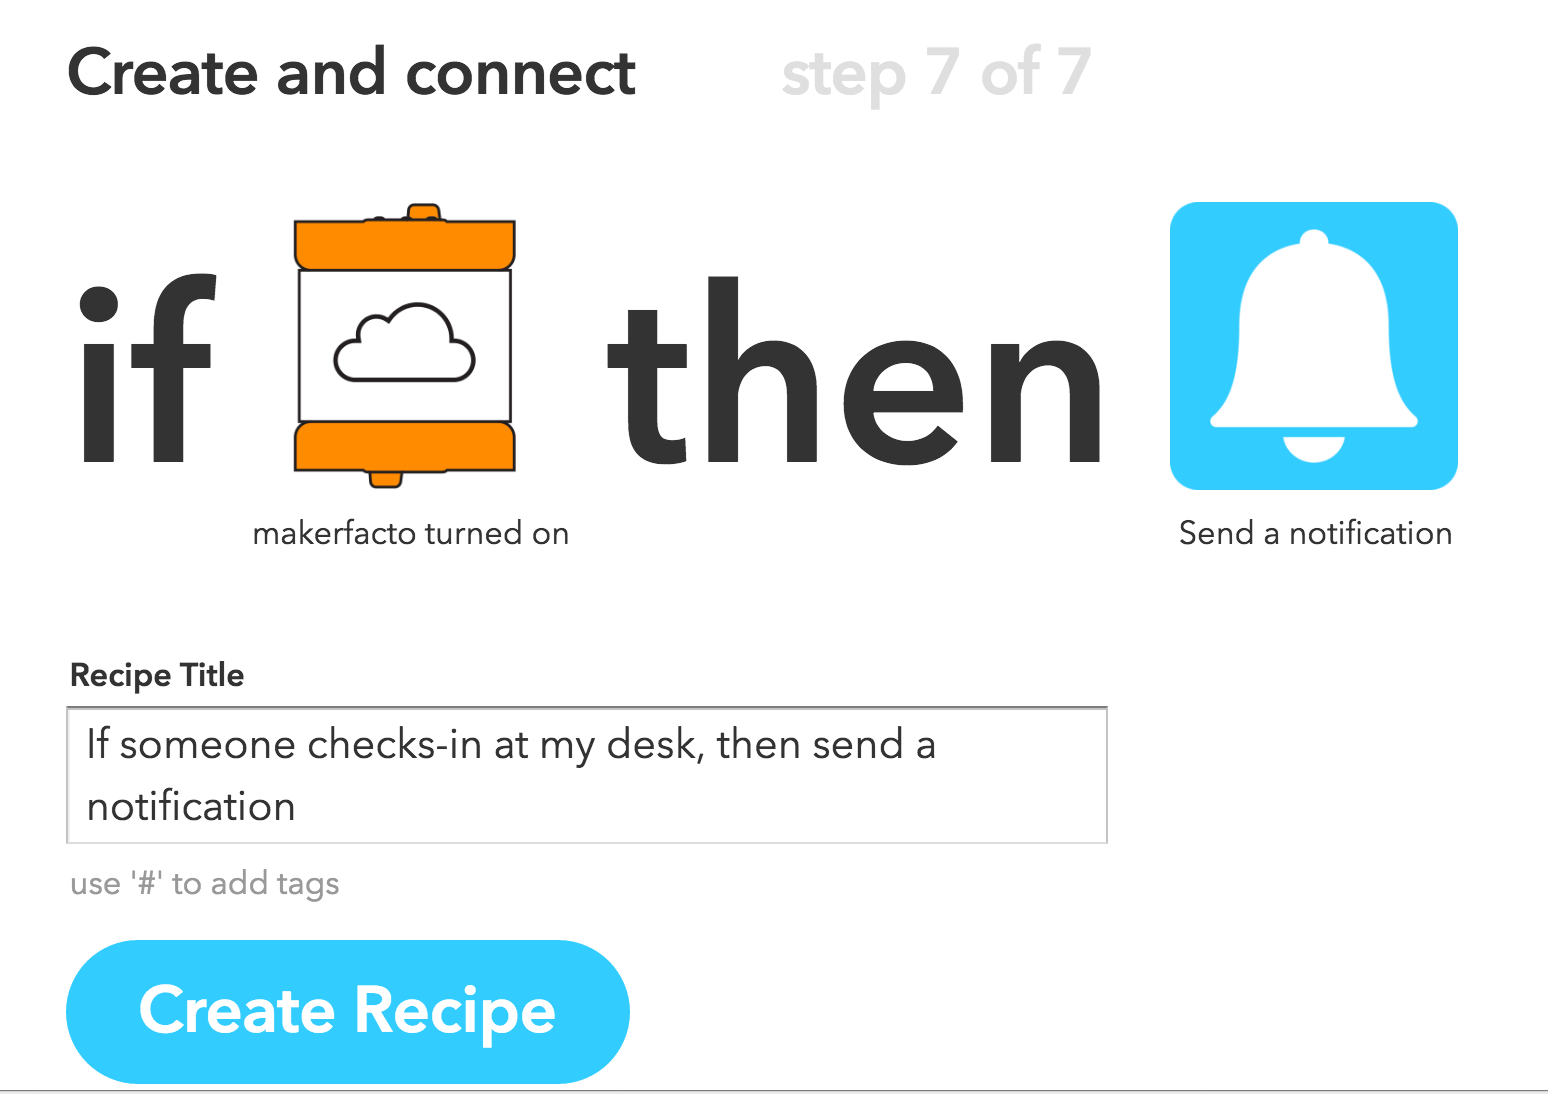 Create and connect step 7 of 7
if then
makerfacto turned on Send a notification
Recipe Title
If someone checks-in at my desk, then send a
notification
use '#' to add tags
Create Recipe